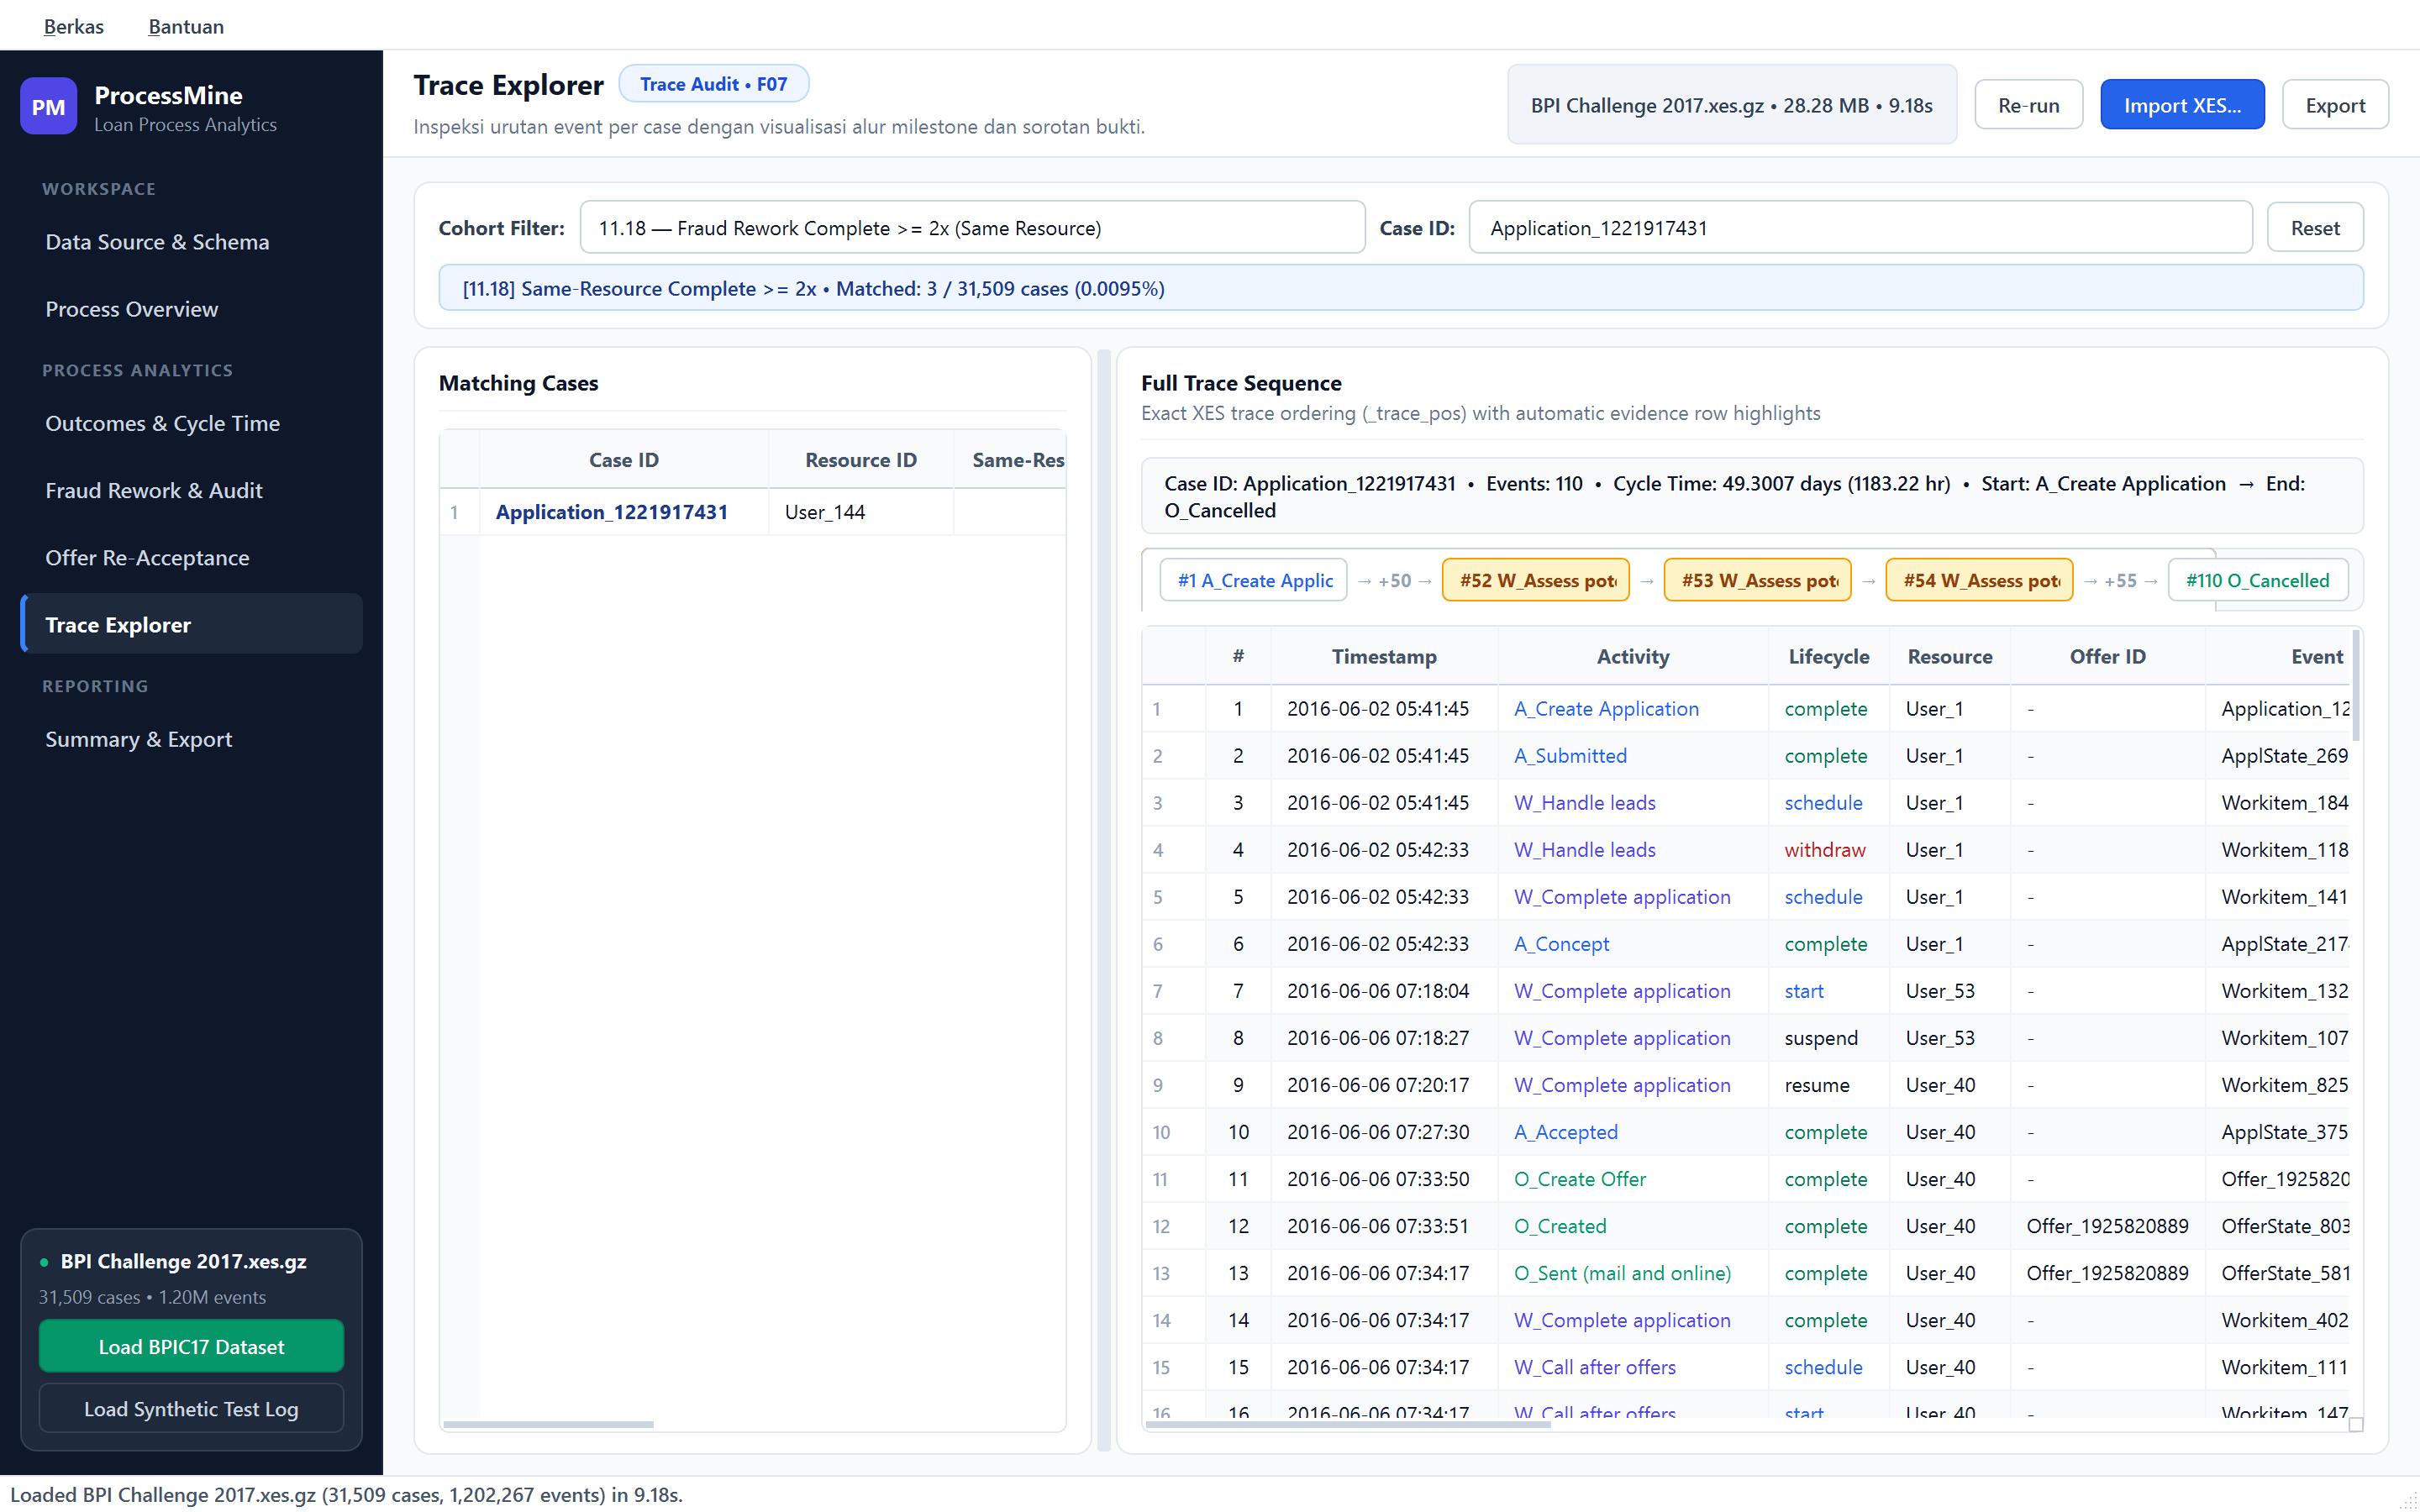 Berkas Bantuan
PM ProcessMine
Loan Process Analytics
WORKSPACE
Data Source & Schema
Process Overview
PROCESS ANALYTICS
Outcomes & Cycle Time
Fraud Rework & Audit
Offer Re-Acceptance
Trace Explorer
REPORTING
Summary & Export
BPI Challenge 2017.xes.gz
31,509 cases • 1.20M events
Load BPIC17 Dataset
Load Synthetic Test Log
Trace Explorer Trace Audit • F07
Inspeksi urutan event per case dengan visualisasi alur milestone dan sorotan bukti.
BPI Challenge 2017.xes.gz • 28.28 MB • 9.18s Re-run Import XES... Export
Cohort Filter: 11.18 — Fraud Rework Complete >= 2x (Same Resource) Case ID: Application_1221917431 Reset
[11.18] Same-Resource Complete >= 2x • Matched: 3 / 31,509 cases (0.0095%)
Matching Cases
Case ID Resource ID Same-Res
1 Application_1221917431 User_144
Full Trace Sequence
Exact XES trace ordering (_trace_pos) with automatic evidence row highlights
Case ID: Application_1221917431 • Events: 110 • Cycle Time: 49.3007 days (1183.22 hr) • Start: A_Create Application → End:
O_Cancelled
#1 A_Create Applic → +50 → #52 W_Assess pot → #53 W_Assess pot → #54 W_Assess pot → +55 → #110 O_Cancelled
# Timestamp Activity Lifecycle Resource Offer ID Event
1 1 2016-06-02 05:41:45 A_Create Application complete User_1 - Application_12
2 2 2016-06-02 05:41:45 A_Submitted complete User_1 - ApplState_269
3 3 2016-06-02 05:41:45 W_Handle leads schedule User_1 - Workitem_184
4 4 2016-06-02 05:42:33 W_Handle leads withdraw User_1 - Workitem_118
5 5 2016-06-02 05:42:33 W_Complete application schedule User_1 - Workitem_141
6 6 2016-06-02 05:42:33 A_Concept complete User_1 - ApplState_217
7 7 2016-06-06 07:18:04 W_Complete application start User_53 - Workitem_132
8 8 2016-06-06 07:18:27 W_Complete application suspend User_53 - Workitem_107
9 9 2016-06-06 07:20:17 W_Complete application resume User_40 - Workitem_825
10 10 2016-06-06 07:27:30 A_Accepted complete User_40 - ApplState_375
11 11 2016-06-06 07:33:50 O_Create Offer complete User_40 - Offer_1925820
12 12 2016-06-06 07:33:51 O_Created complete User_40 Offer_1925820889 OfferState_803
13 13 2016-06-06 07:34:17 O_Sent (mail and online) complete User_40 Offer_1925820889 OfferState_581
14 14 2016-06-06 07:34:17 W_Complete application complete User_40 - Workitem_402
15 15 2016-06-06 07:34:17 W_Call after offers schedule User_40 - Workitem_111
16 16 2016-06-06 07:34:17 W_Call after offers start User_40 - Workitem_147
Loaded BPI Challenge 2017.xes.gz (31,509 cases, 1,202,267 events) in 9.18s.